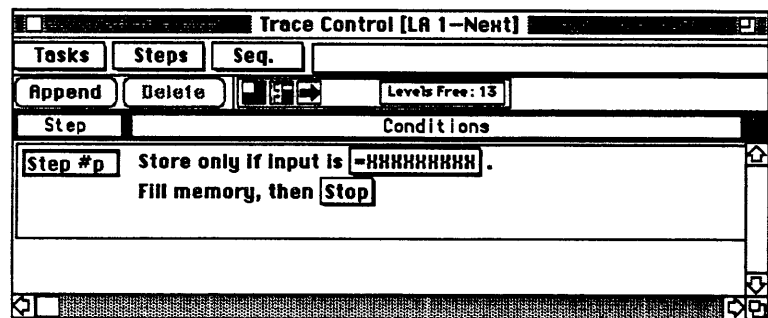 Trace Control [LA 1—Next]
Tasks Steps Seq.
Append Delete Levels Free: 13
Step Conditions
Step #p Store only if input is =XXXXXXXXX .
Fill memory, then Stop